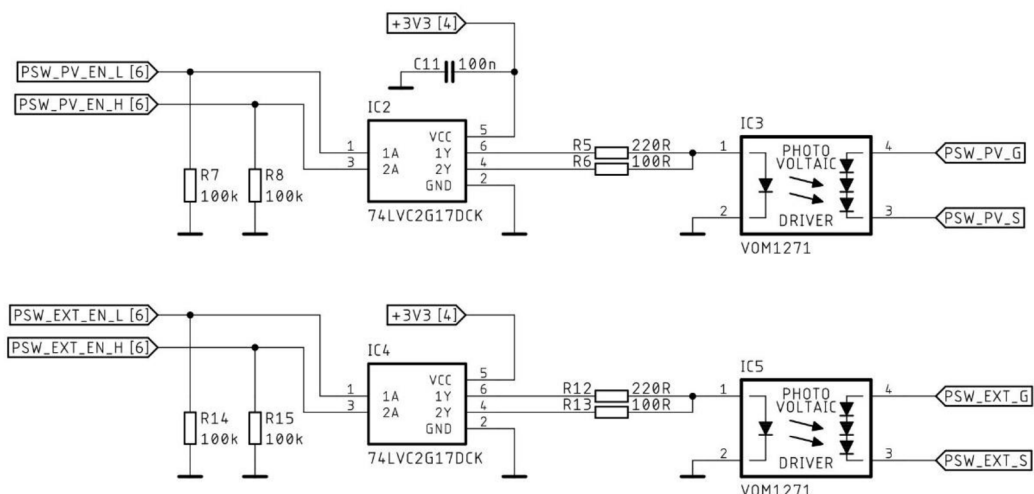 +3V3 [4]
C11 100n
PSW_PV_EN_L [6]
PSW_PV_EN_H [6]
IC2
VCC 5
1 1A 1Y 6
3 2A 2Y 4
GND 2
74LVC2G17DCK
R7
100k
R8
100k
R5 220R
R6 100R
IC3
1 PHOTO 4
VOLTAIC
2 DRIVER 3
VOM1271
PSW_PV_G
PSW_PV_S
PSW_EXT_EN_L [6]
PSW_EXT_EN_H [6]
+3V3 [4]
IC4
VCC 5
1 1A 1Y 6
3 2A 2Y 4
GND 2
74LVC2G17DCK
R14
100k
R15
100k
R12 220R
R13 100R
IC5
1 PHOTO 4
VOLTAIC
2 DRIVER 3
VOM1271
PSW_EXT_G
PSW_EXT_S